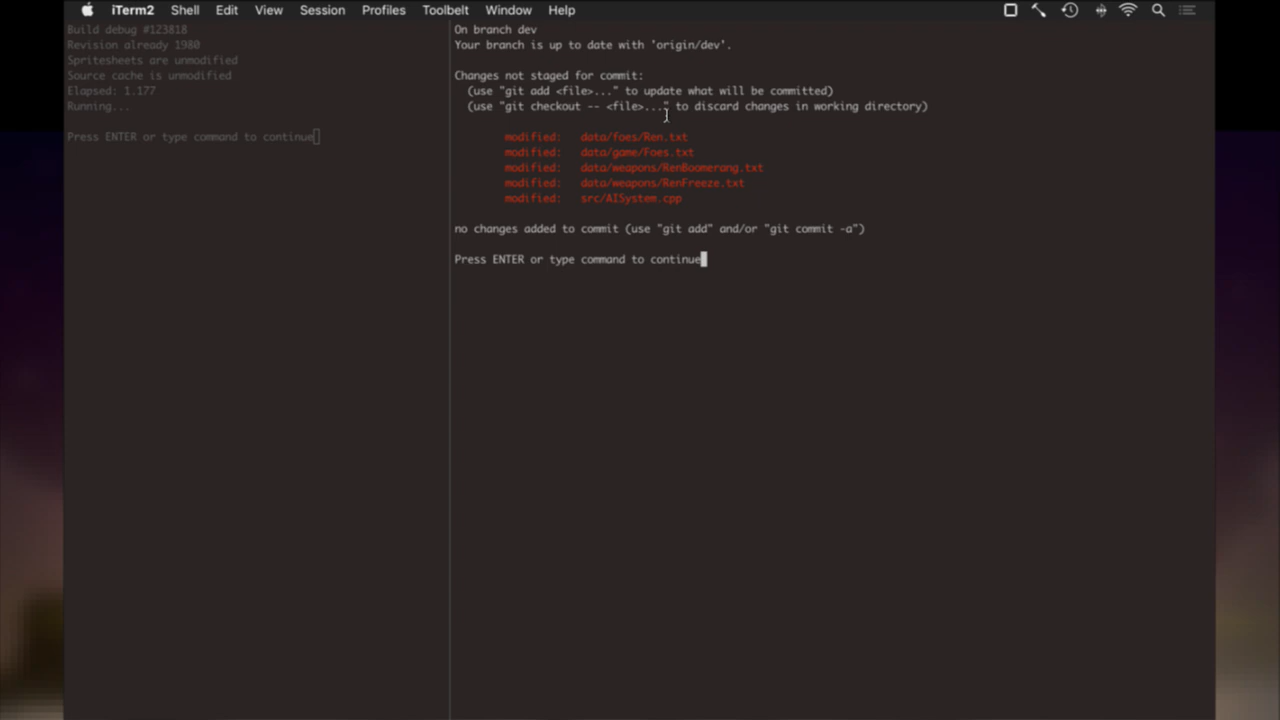 iTerm2 Shell Edit View Session Profiles Toolbelt Window Help
Build debug #123818
Revision already 1980
Spritesheets are unmodified
Source cache is unmodified
Elapsed: 1.177
Running...
Press ENTER or type command to continue
On branch dev
Your branch is up to date with 'origin/dev'.
Changes not staged for commit:
(use "git add <file>..." to update what will be committed)
(use "git checkout -- <file>..." to discard changes in working directory)
modified: data/foes/Ren.txt
modified: data/game/Foes.txt
modified: data/weapons/RenBoomerang.txt
modified: data/weapons/RenFreeze.txt
modified: src/AISystem.cpp
no changes added to commit (use "git add" and/or "git commit -a")
Press ENTER or type command to continue